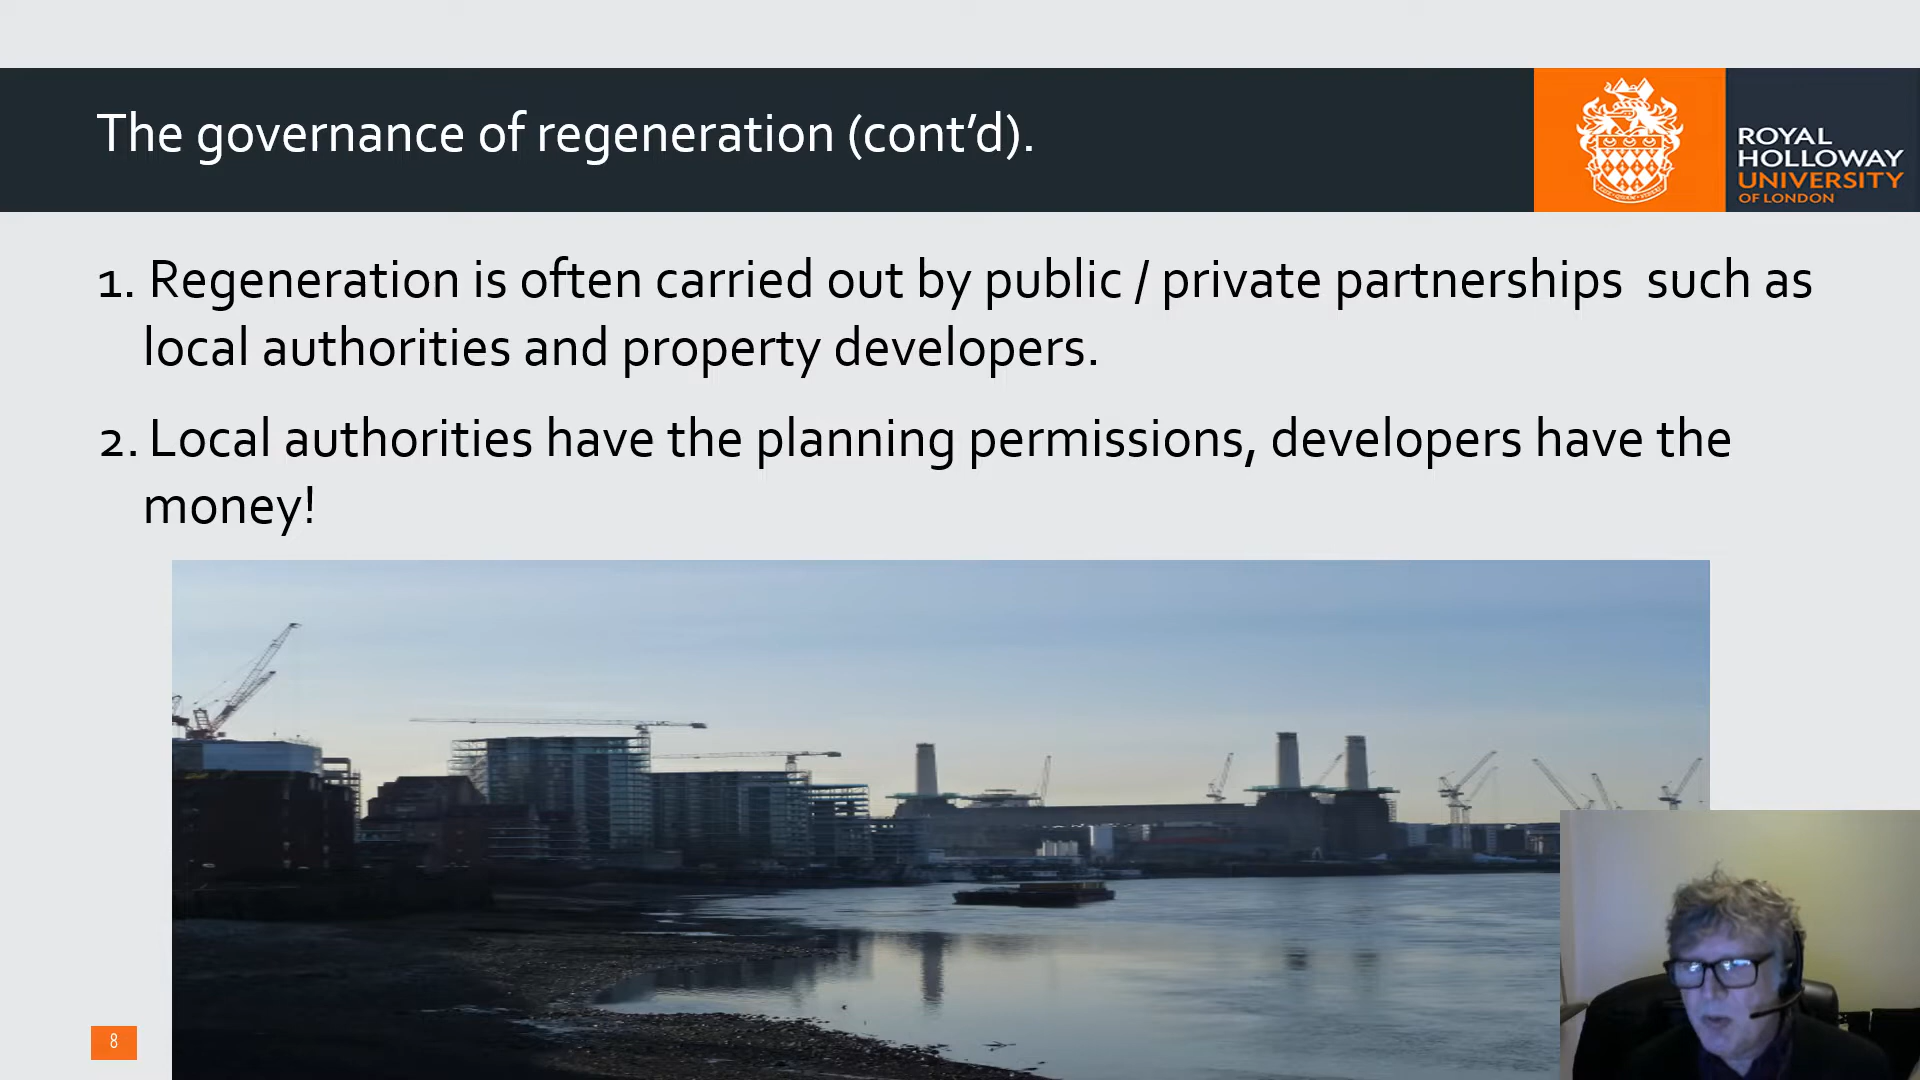 The governance of regeneration (cont’d).
ROYAL
HOLLOWAY
UNIVERSITY
OF LONDON
1. Regeneration is often carried out by public / private partnerships such as
local authorities and property developers.
2. Local authorities have the planning permissions, developers have the
money!
8